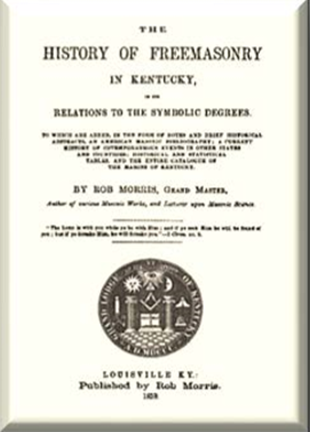 THE
HISTORY OF FREEMASONRY
IN KENTUCKY,
IN ITS
RELATIONS TO THE SYMBOLIC DEGREES.
TO WHICH ARE ADDED, IN THE FORM OF NOTES AND BRIEF HISTORICAL
ABSTRACTS, AN AMERICAN MASONIC BIBLIOGRAPHY; A CURRENT
HISTORY OF COTEMPORANEOUS EVENTS IN OTHER STATES
AND COUNTRIES; HISTORICAL AND STATISTICAL
TABLES, AND THE ENTIRE CATALOGUE OF
THE MASONS OF KENTUCKY.
BY ROB MORRIS, GRAND MASTER,
Author of various Masonic Works, and Lecturer upon Masonic Science.
"The Lord is with you while ye be with Him; and if ye seek Him he will be found of
you; but if ye forsake Him, he will forsake you."—2 Chron. xv. 2.
GRAND LODGE OF KENTUCKY
A.D. MDCCC
LOUISVILLE KY.:
Published by Rob Morris.